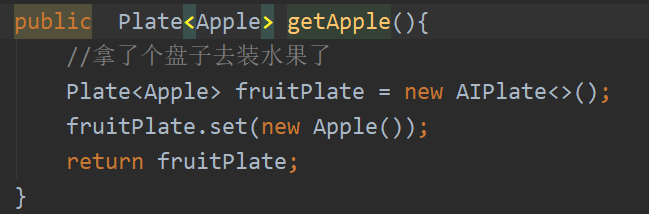 public  Plate<Apple> getApple(){
//拿了个盘子去装水果了
Plate<Apple> fruitPlate = new AIPlate<>();
fruitPlate.set(new Apple());
return fruitPlate;
}